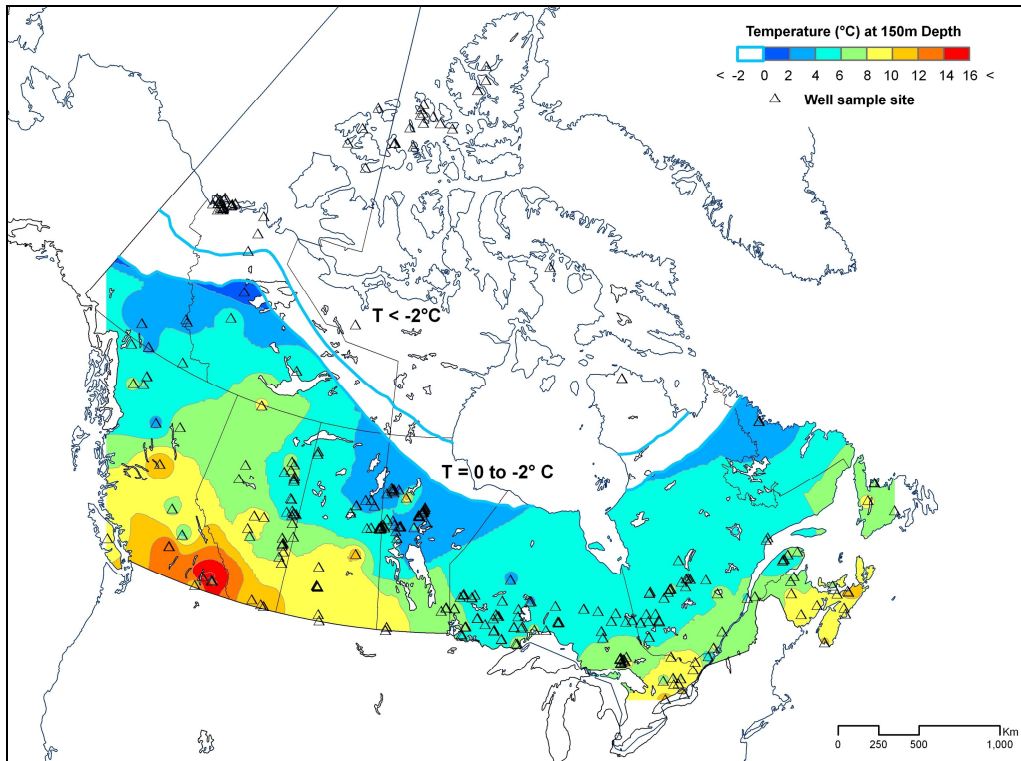 Temperature (°C) at 150m Depth
< -2 0 2 4 6 8 10 12 14 16 <
Well sample site
T < -2°C
T = 0 to -2° C
Km
0 250 500 1,000